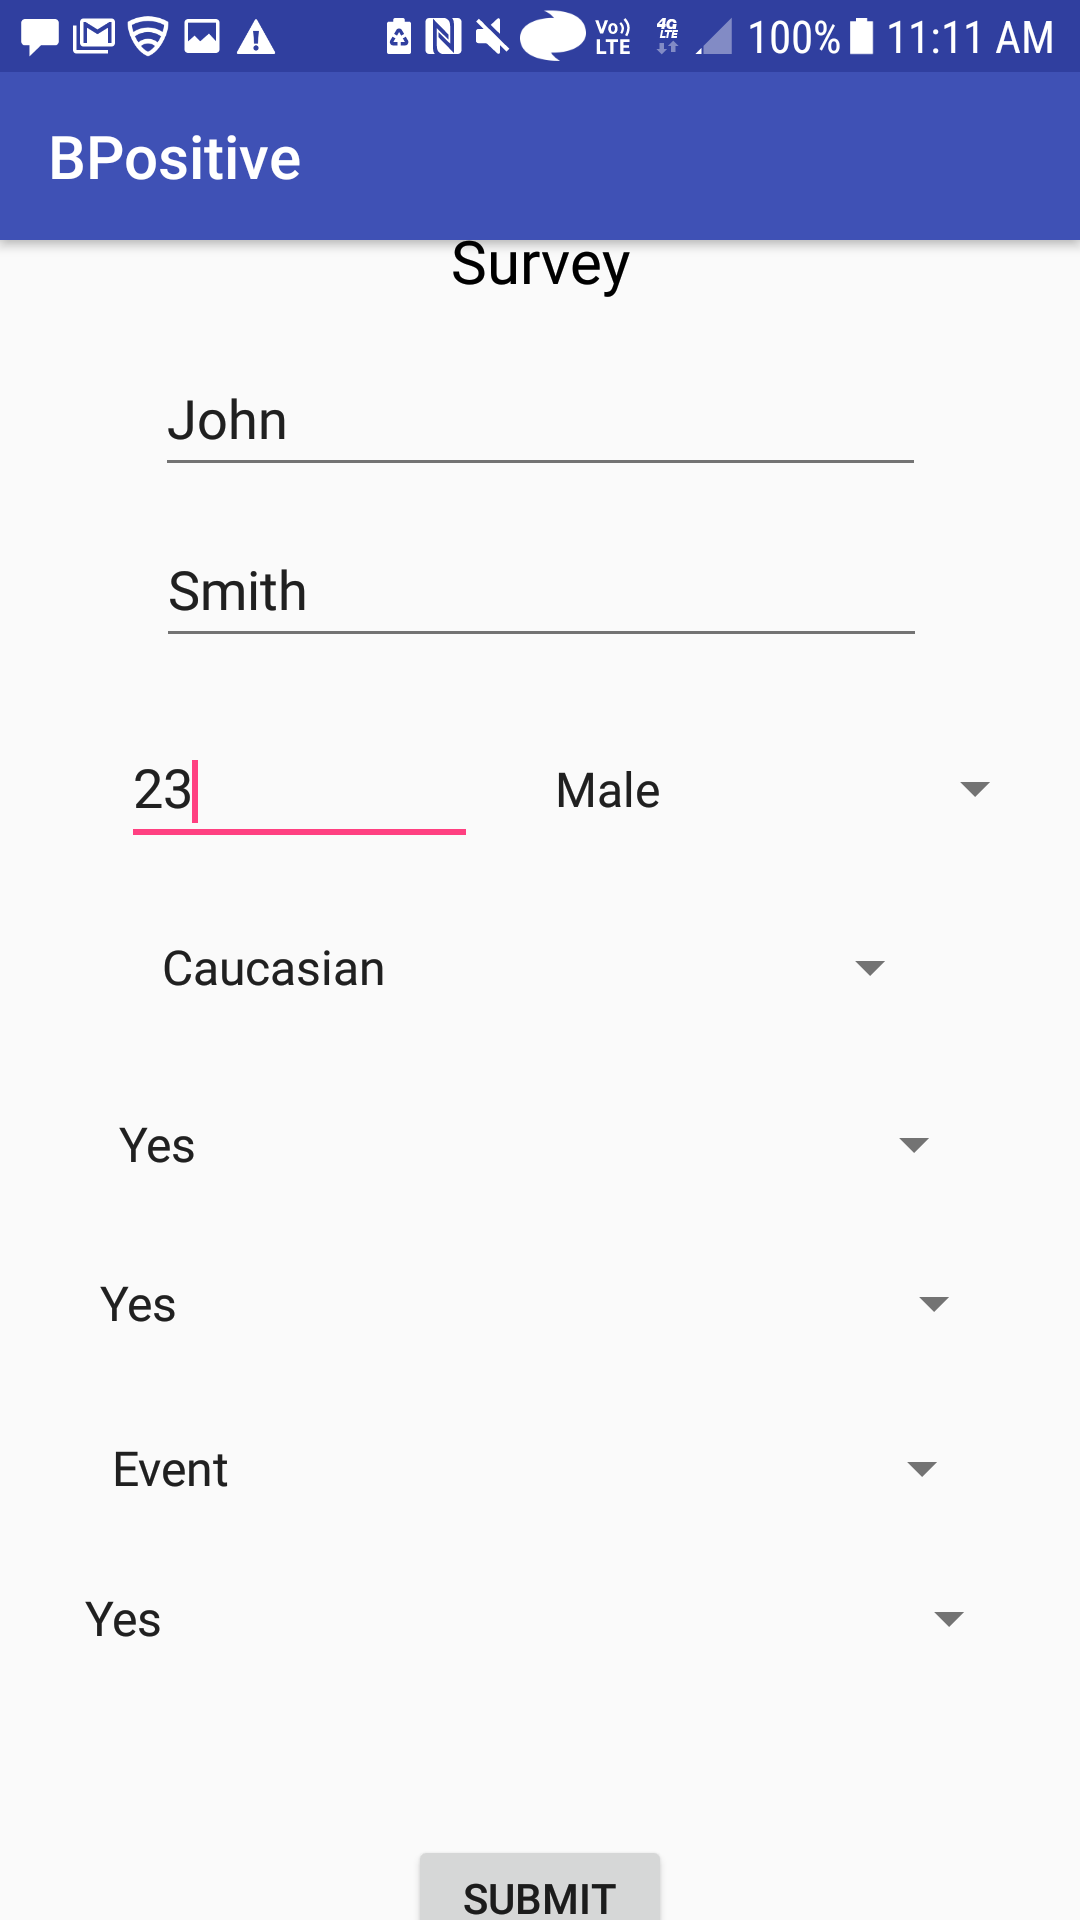 Vo)) LTE 4G LTE 100% 11:11 AM
BPositive
Survey
John
Smith
23 Male
Caucasian
Yes
Yes
Event
Yes
SUBMIT